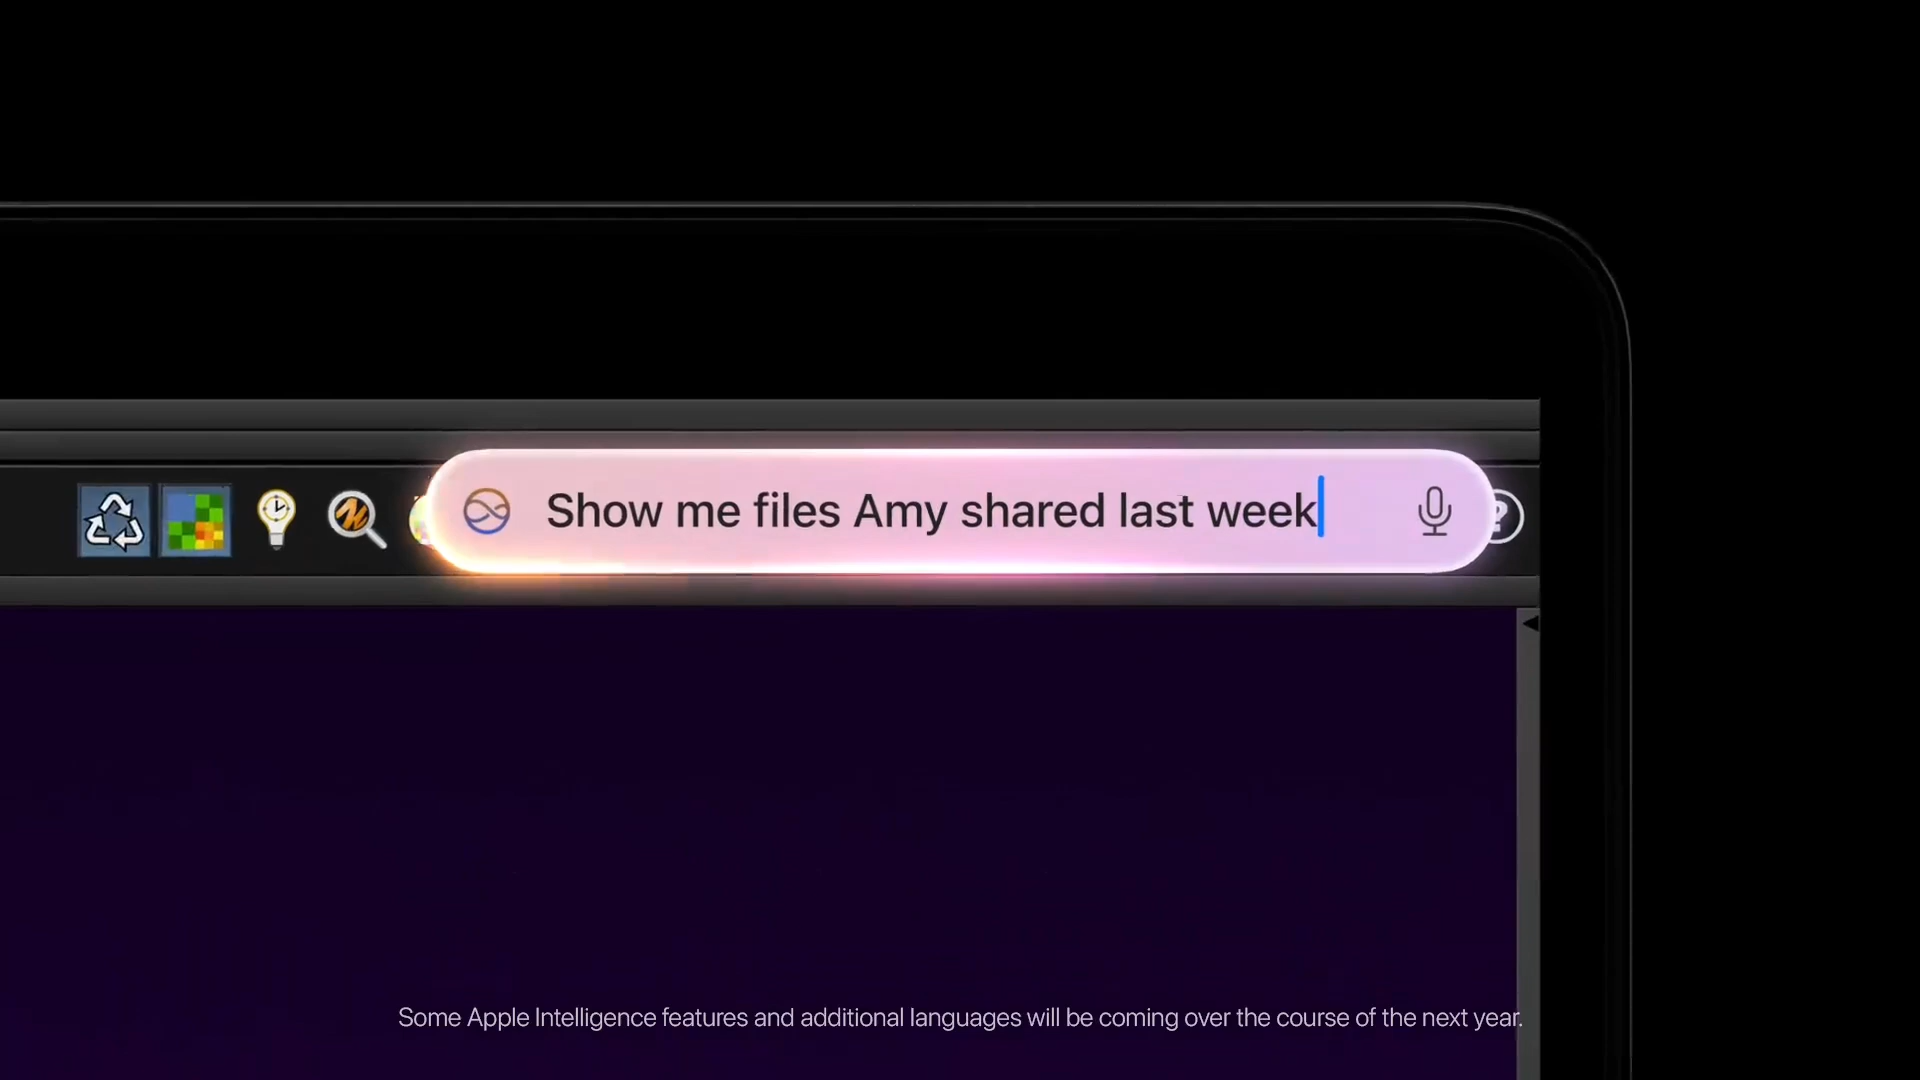 Show me files Amy shared last week
?
Some Apple Intelligence features and additional languages will be coming over the course of the next year.